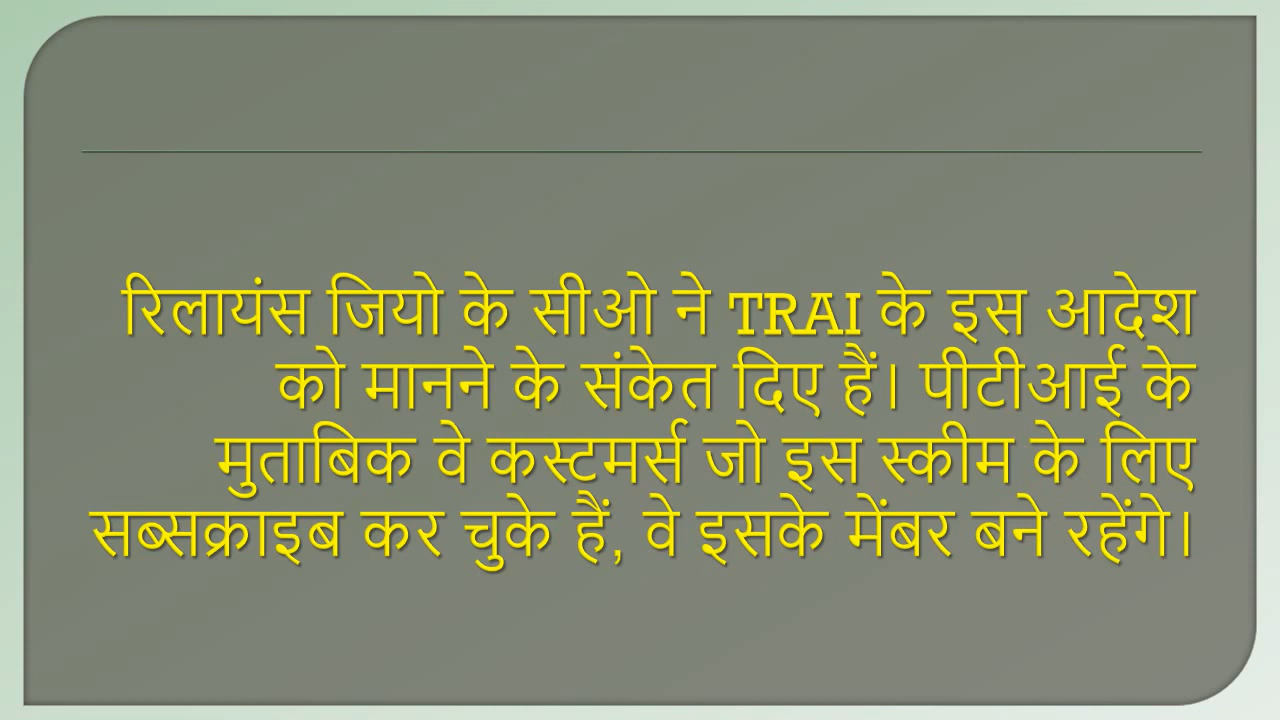 रिलायंस जियो के सीओ ने TRAI के इस आदेश
को मानने के संकेत दिए हैं। पीटीआई के
मुताबिक वे कस्टमर्स जो इस स्कीम के लिए
सब्सक्राइब कर चुके हैं, वे इसके मेंबर बने रहेंगे।